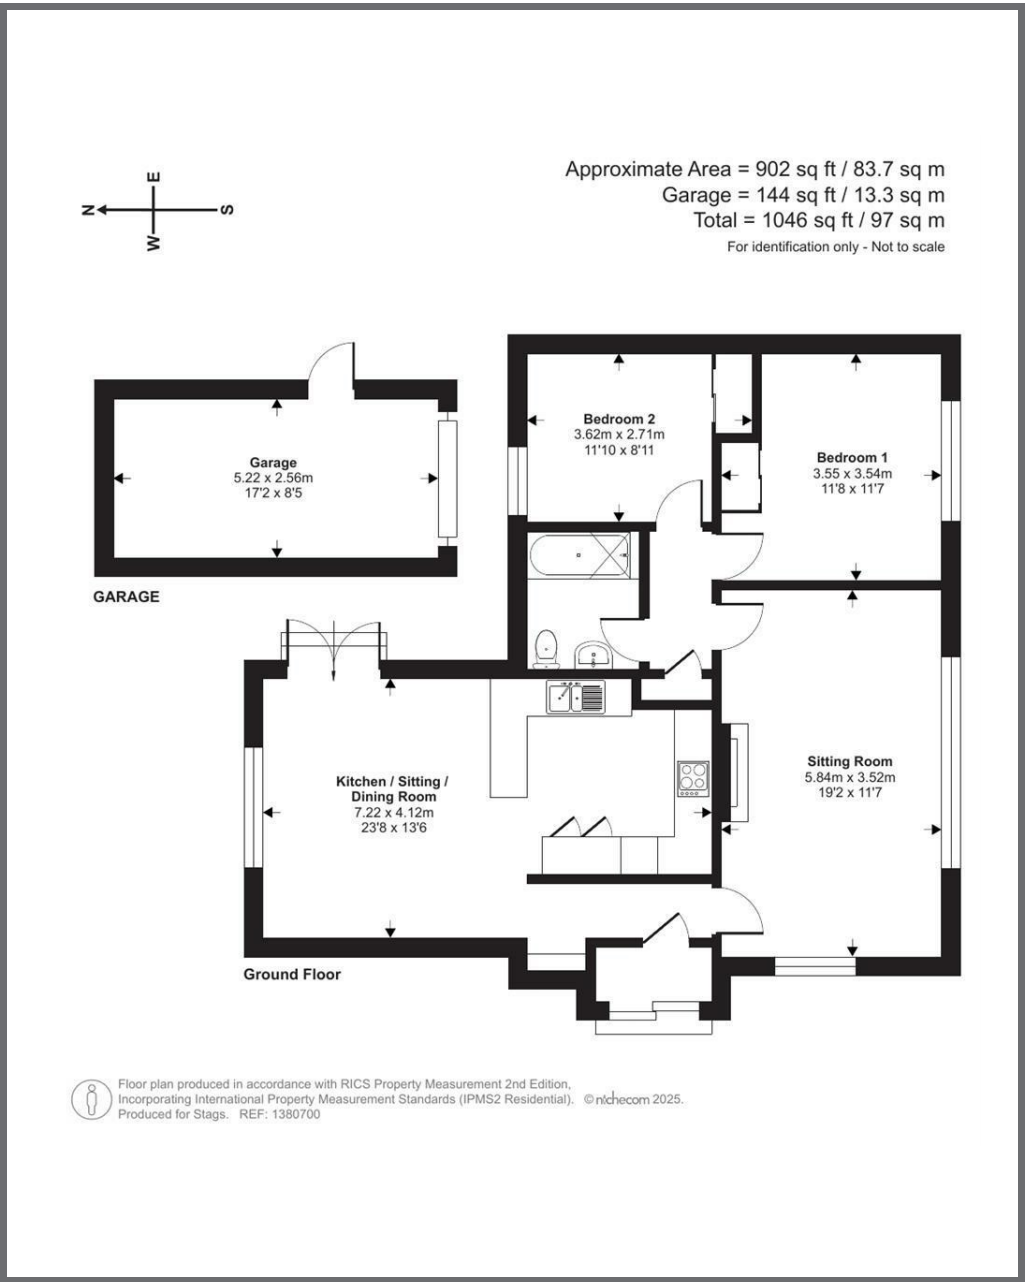 Approximate Area = 902 sq ft / 83.7 sq m
Garage = 144 sq ft / 13.3 sq m
Total = 1046 sq ft / 97 sq m
For identification only - Not to scale
E
N
S
W
Bedroom 2
3.62m x 2.71m
11'10 x 8'11
Bedroom 1
3.55 x 3.54m
11'8 x 11'7
Garage
5.22 x 2.56m
17'2 x 8'5
GARAGE
Kitchen / Sitting /
Dining Room
7.22 x 4.12m
23'8 x 13'6
Sitting Room
5.84m x 3.52m
19'2 x 11'7
Ground Floor
Floor plan produced in accordance with RICS Property Measurement 2nd Edition,
Incorporating International Property Measurement Standards (IPMS2 Residential). © nichecom 2025.
Produced for Stags. REF: 1380700